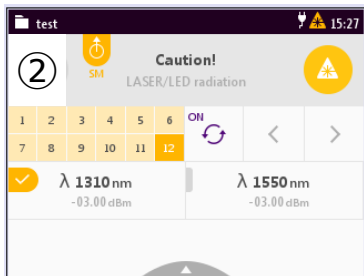 test 15:27
② SM Caution!
LASER/LED radiation
1 2 3 4 5 6 ON
7 8 9 10 11 12
λ 1310 nm λ 1550 nm
-03.00 dBm -03.00 dBm